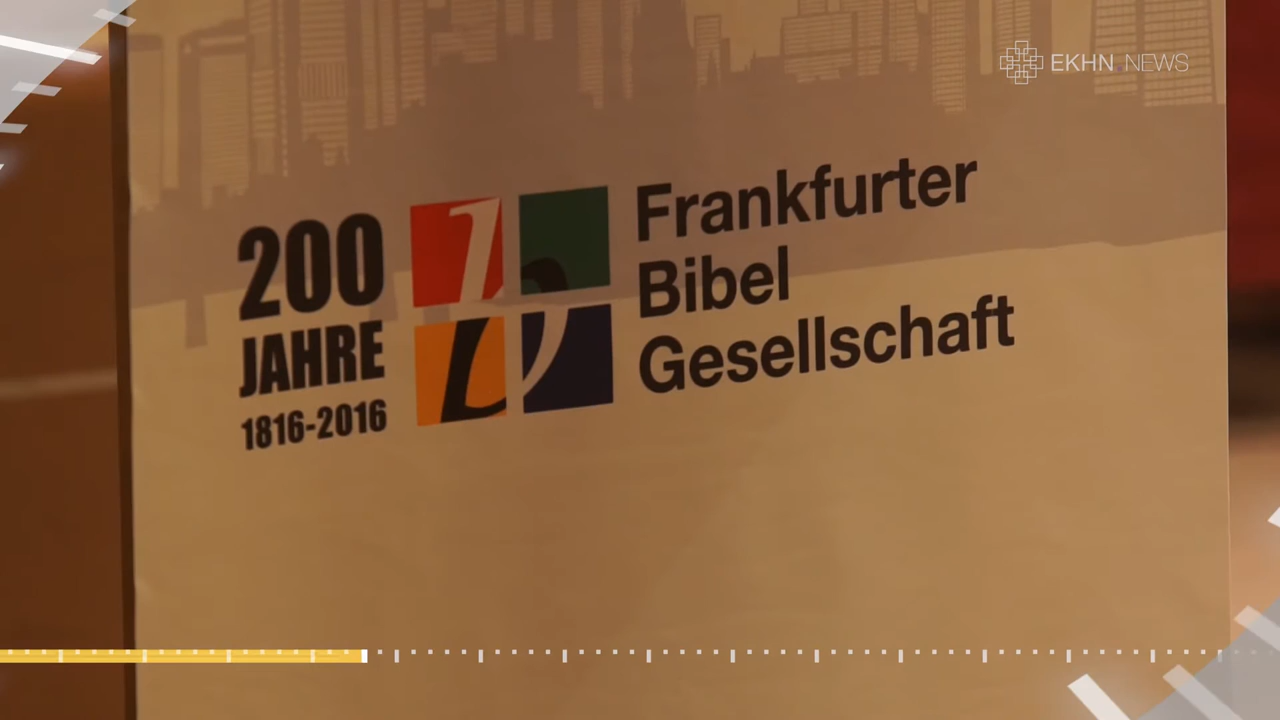 EKHN NEWS
200
JAHRE
1816-2016
b
Frankfurter
Bibel
Gesellschaft